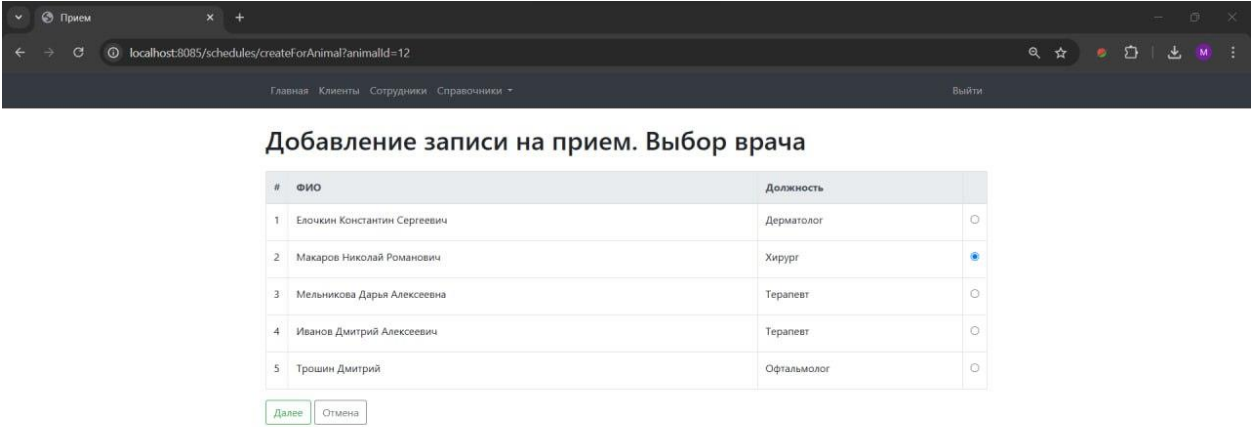 Прием
localhost:8085/schedules/createForAnimal?animalId=12
M
Главная Клиенты Сотрудники Справочники Выйти
Добавление записи на прием. Выбор врача
# ФИО Должность
1 Елочкин Константин Сергеевич Дерматолог
2 Макаров Николай Романович Хирург
3 Мельникова Дарья Алексеевна Терапевт
4 Иванов Дмитрий Алексеевич Терапевт
5 Трошин Дмитрий Офтальмолог
Далее Отмена